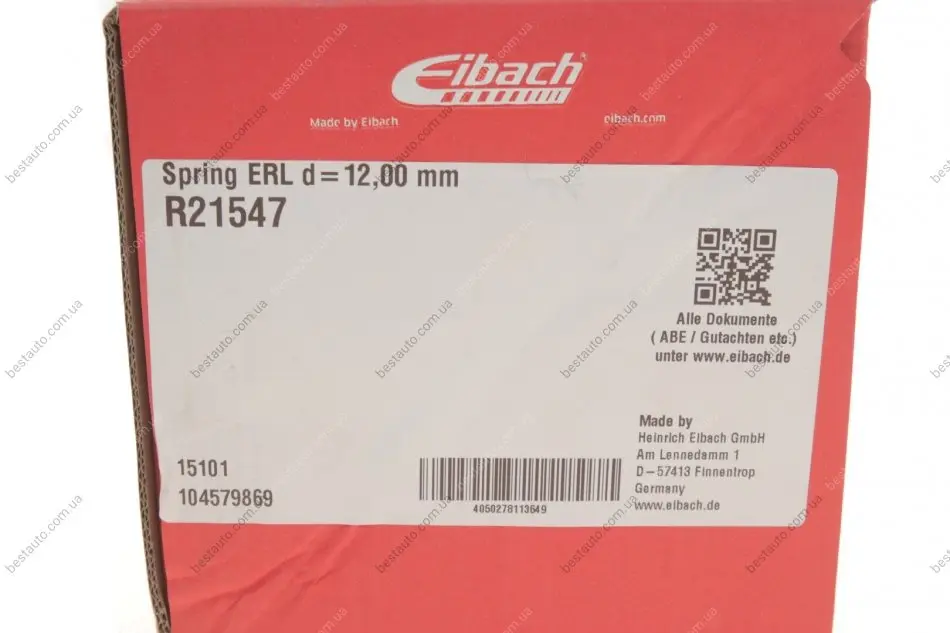 Eibach
Made by Eibach
eibach.com
Spring ERL d=12,00 mm
R21547
Alle Dokumente
( ABE / Gutachten etc.)
unter www.eibach.de
15101
104579869
4050278113649
Made by
Heinrich Eibach GmbH
Am Lennedamm 1
D-57413 Finnentrop
Germany
www.eibach.de
bestauto.com.ua